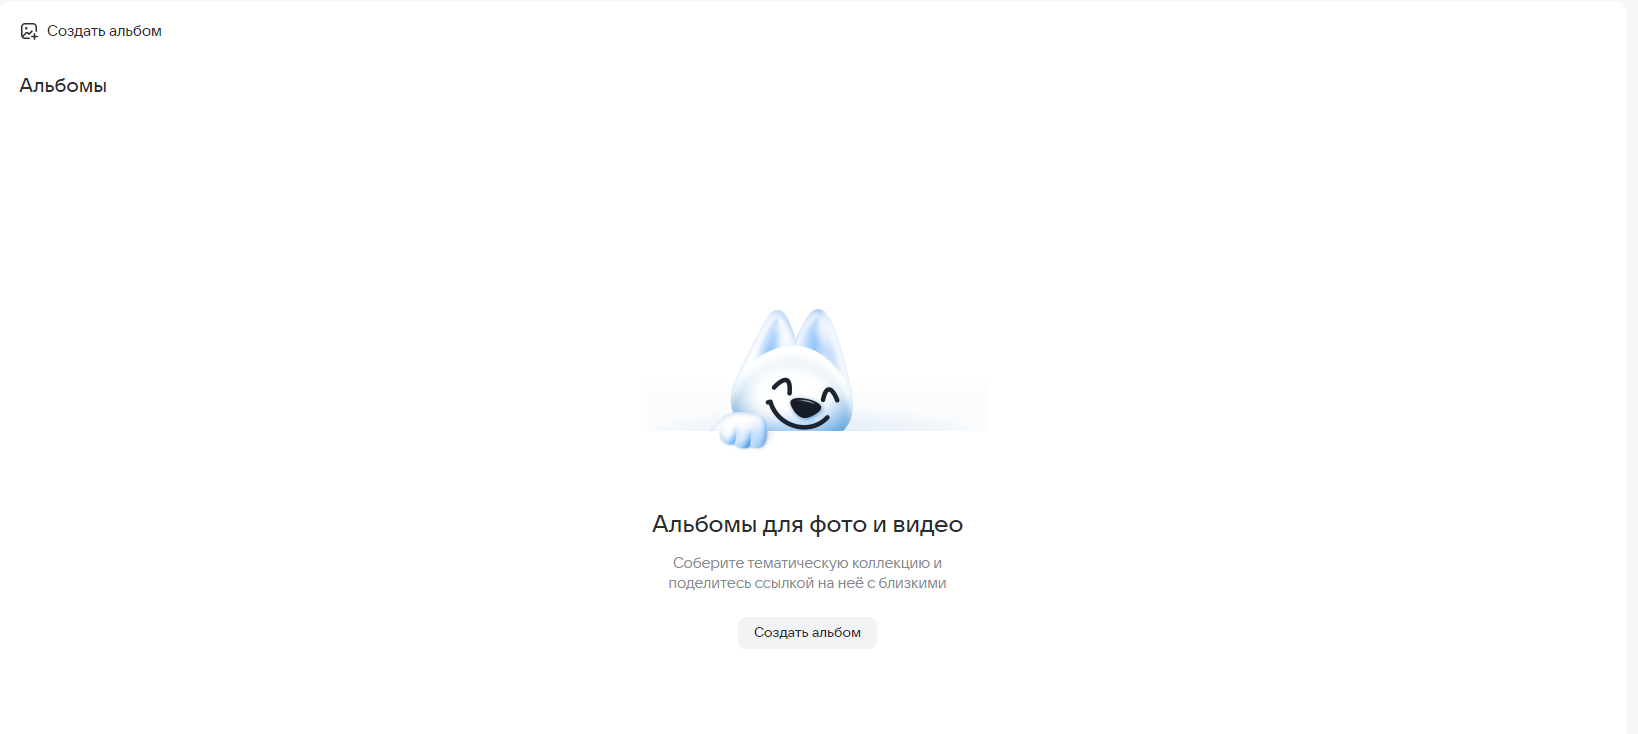 Создать альбом
Альбомы
Альбомы для фото и видео
Соберите тематическую коллекцию и
поделитесь ссылкой на неё с близкими
Создать альбом